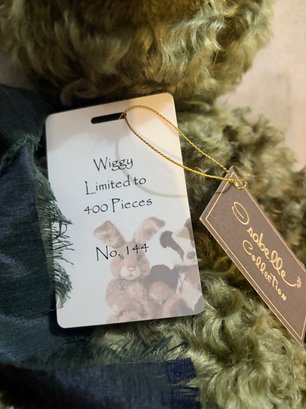 Wiggy
Limited to
400 Pieces
No. 144
Isabelle
Collection